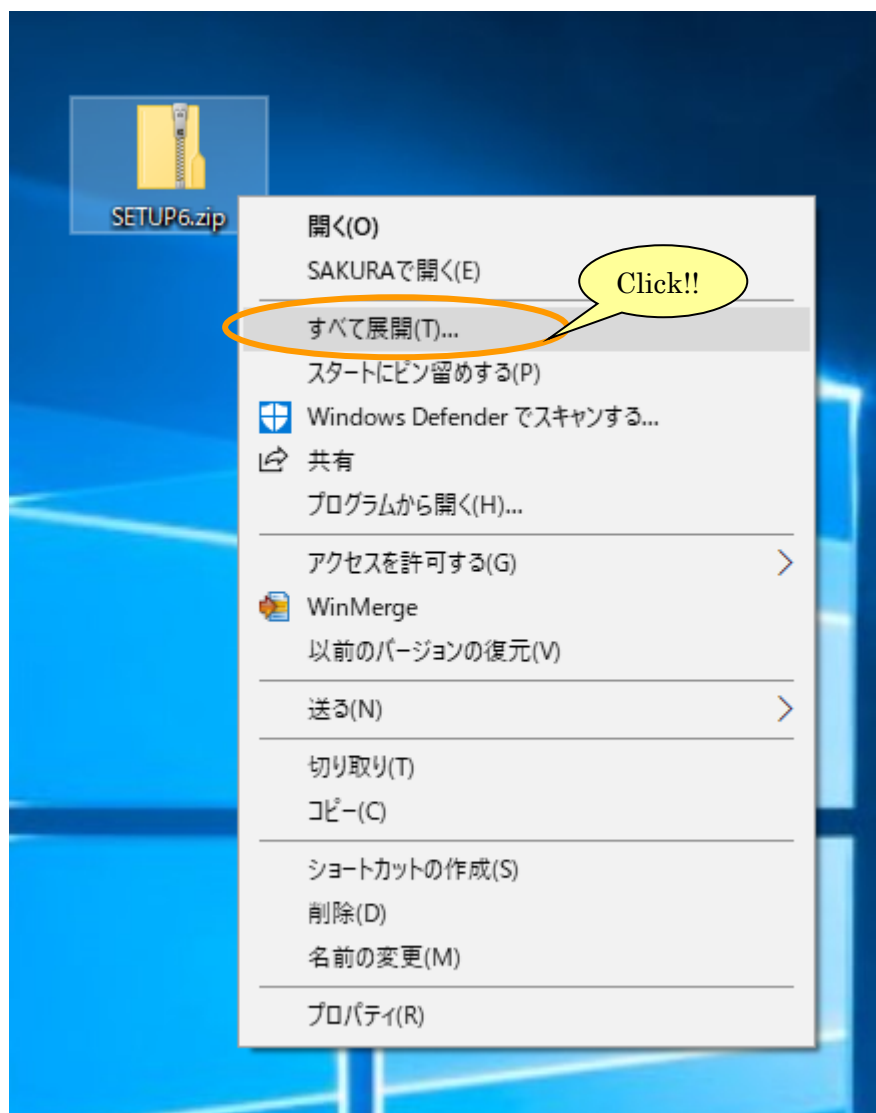 SETUP6.zip
開く(O)
SAKURAで開く(E)
Click!!
すべて展開(T)...
スタートにピン留めする(P)
Windows Defender でスキャンする...
共有
プログラムから開く(H)...
アクセスを許可する(G)
WinMerge
以前のバージョンの復元(V)
送る(N)
切り取り(T)
コピー(C)
ショートカットの作成(S)
削除(D)
名前の変更(M)
プロパティ(R)